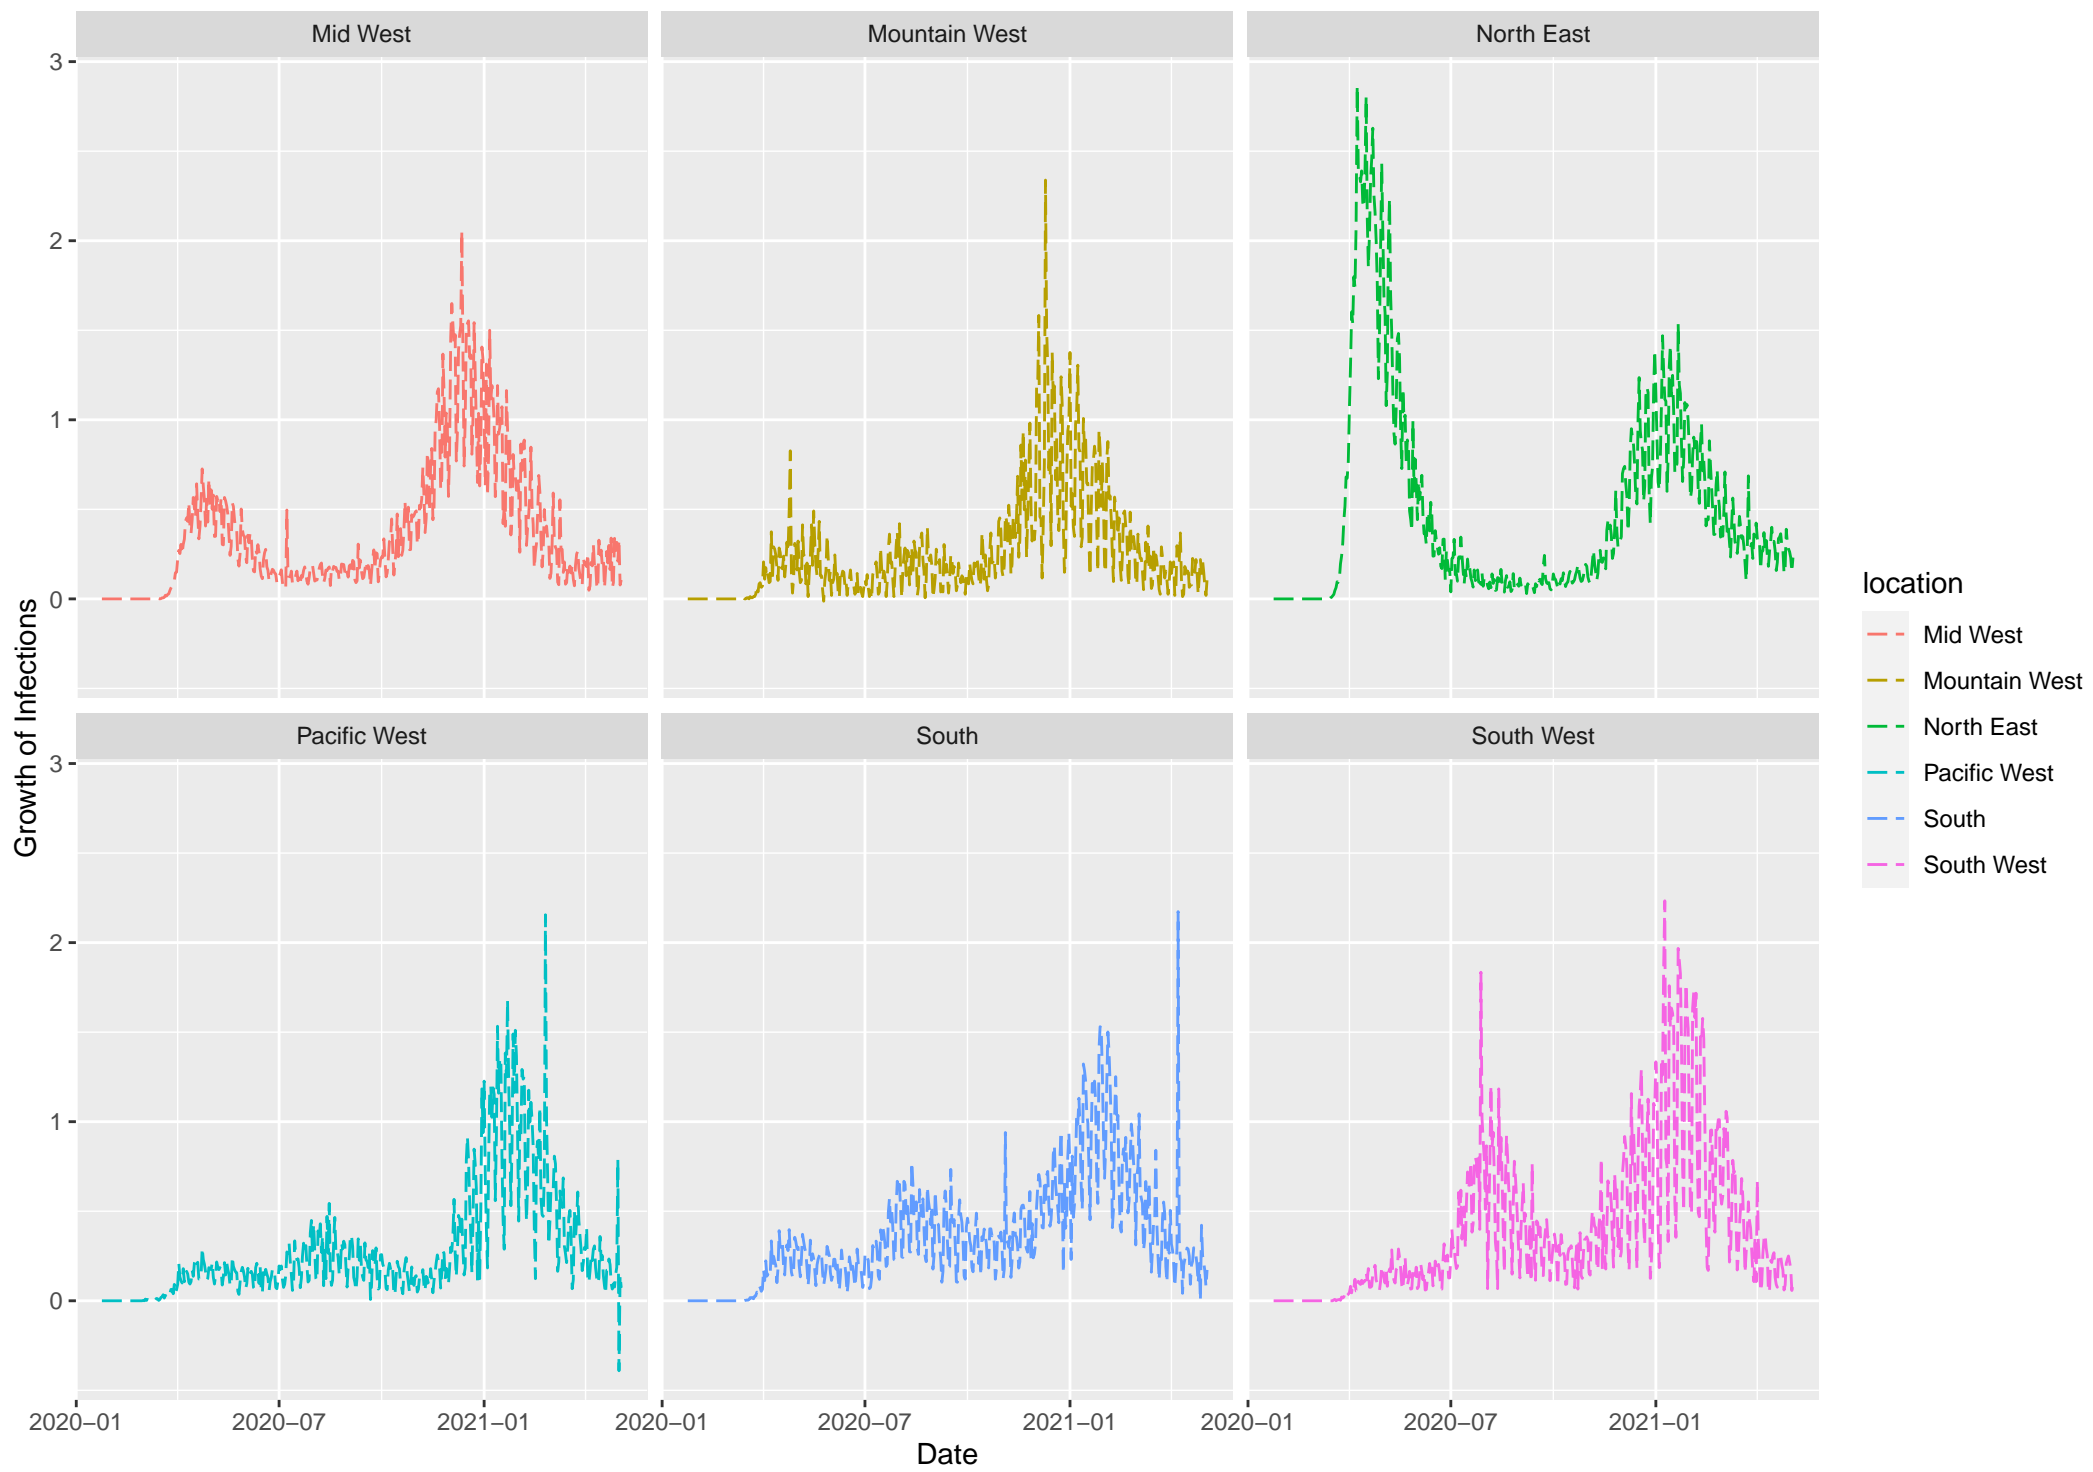 Mid West
Mountain West
North East
3
2
1
0
Pacific West
South
South West
3
2
1
0
2020−01
2020−07
2021−01
2020−01
2020−07
2021−01
2020−01
2020−07
2021−01
Date
Growth of Infections
location
Mid West
Mountain West
North East
Pacific West
South
South West